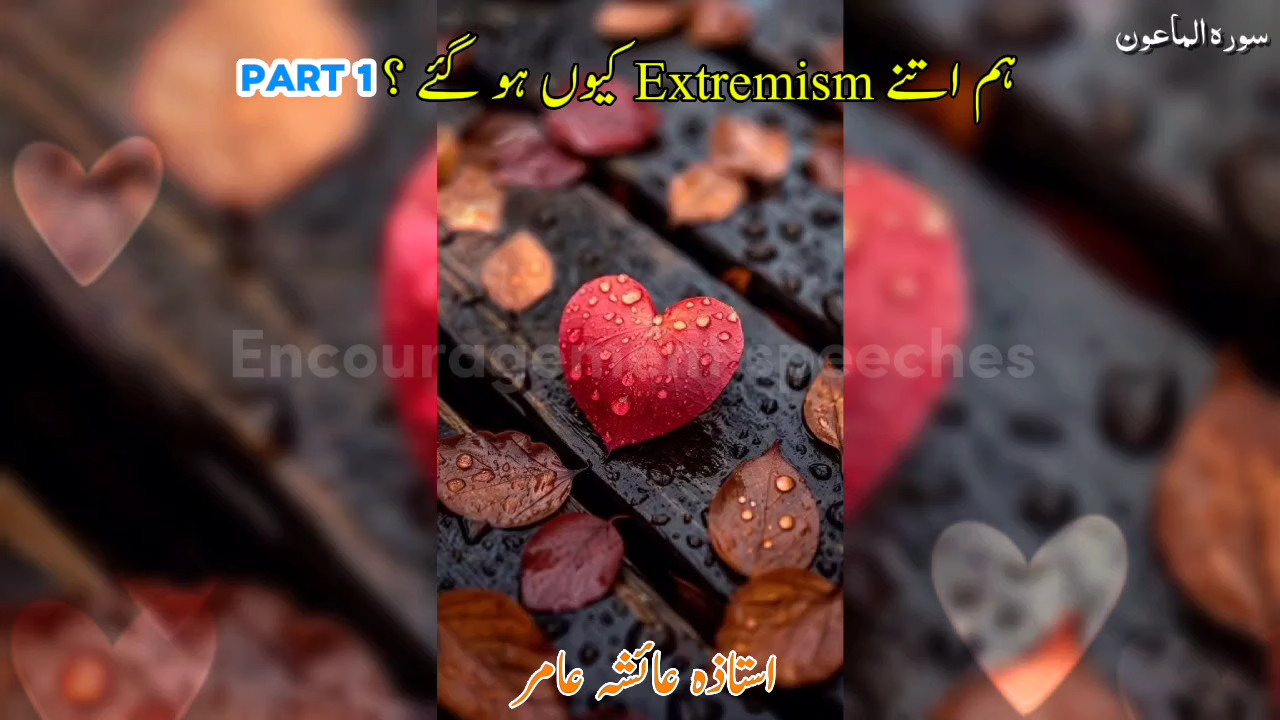 سورہ الماعون
ہم اتنے Extremism کیوں ہو گئے ؟ PART 1
Encouragement speeches
استاذہ عائشہ عامر